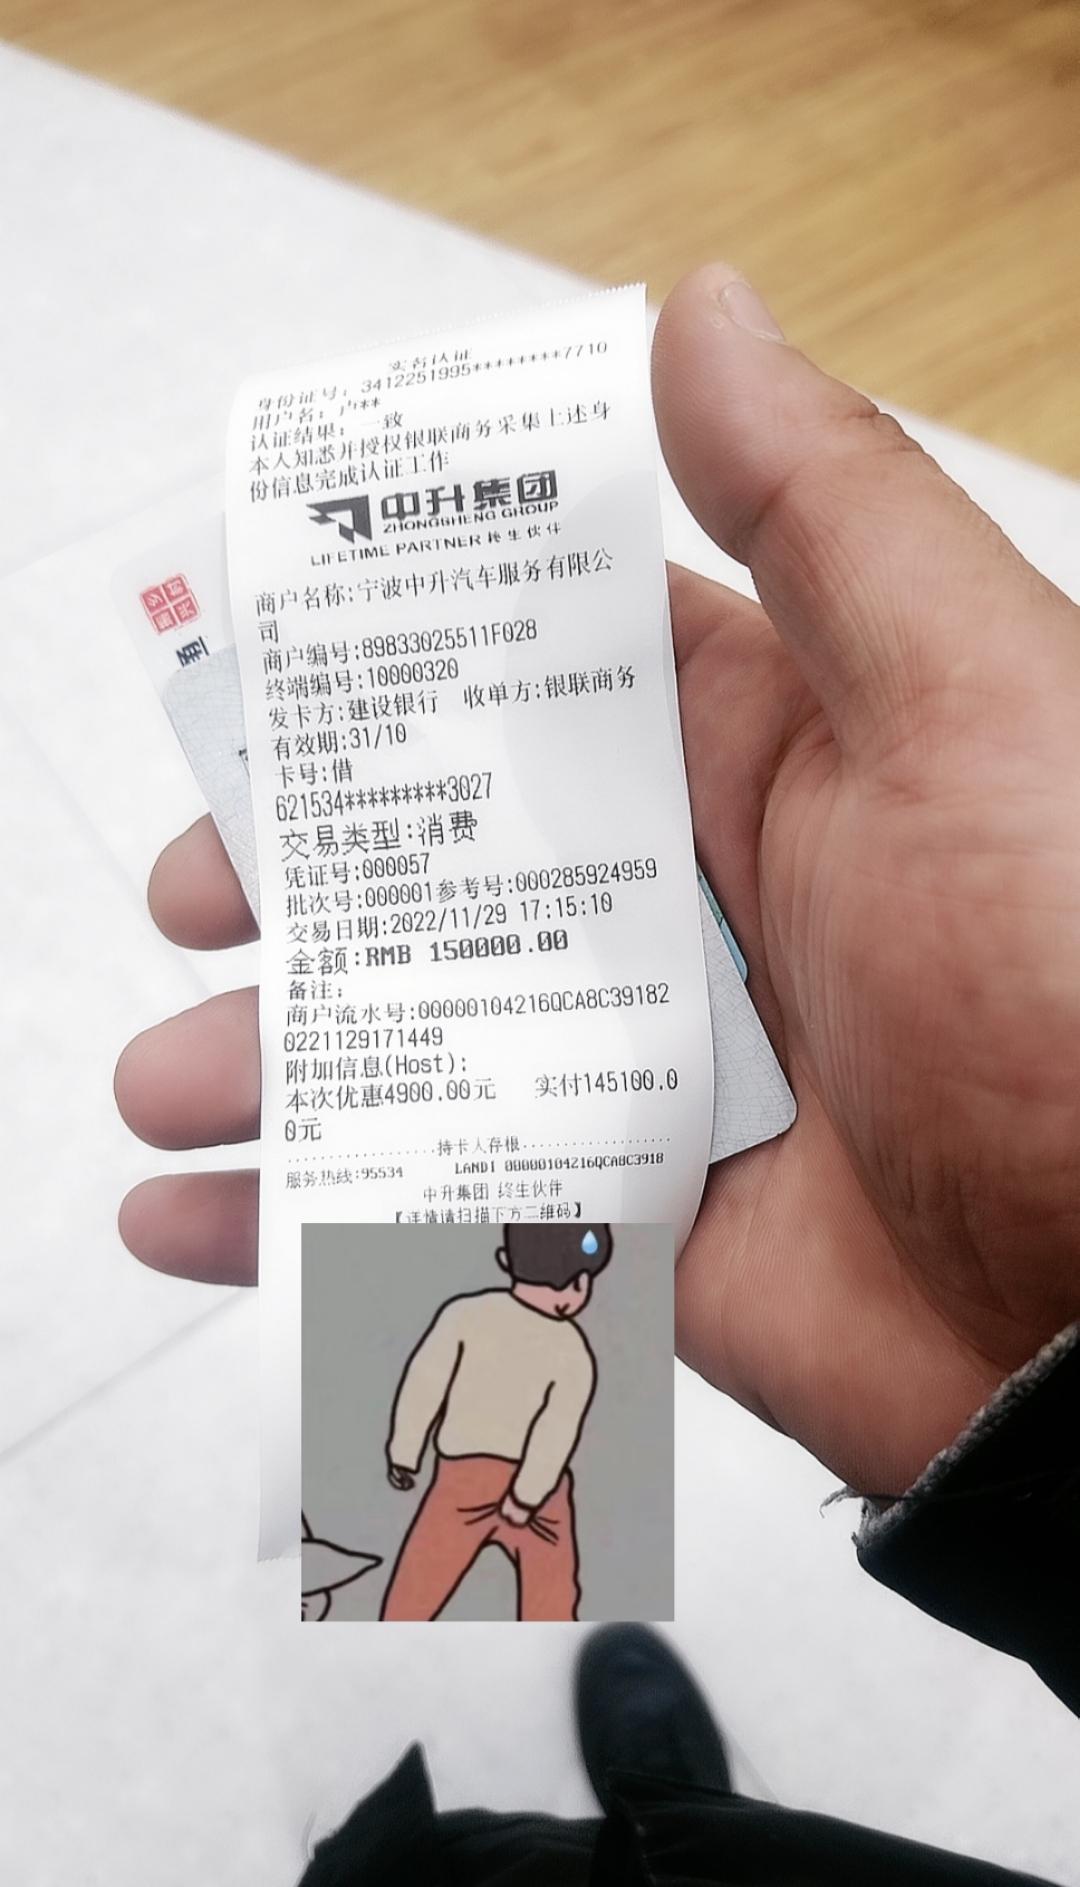 实名认证
身份证号：3412251995********7710
用户名：卢**
认证结果：一致
本人知悉并授权银联商务采集上述身
份信息完成认证工作
中升集团
ZHONGSHENG GROUP
LIFETIME PARTNER 终生伙伴
商户名称:宁波中升汽车服务有限公
司
商户编号:89833025511F028
终端编号:10000320
发卡方:建设银行 收单方:银联商务
有效期:31/10
卡号:借
621534*********3027
交易类型:消费
凭证号:000057
批次号:000001参考号:000285924959
交易日期:2022/11/29 17:15:10
金额:RMB 150000.00
备注:
商户流水号:00000104216QCA8C39182
0221129171449
附加信息(Host):
本次优惠4900.00元 实付145100.0
0元
持卡人存根
服务热线:95534 LANDI 00000104216QCA8C3918
中升集团 终生伙伴
【详情请扫描下方二维码】